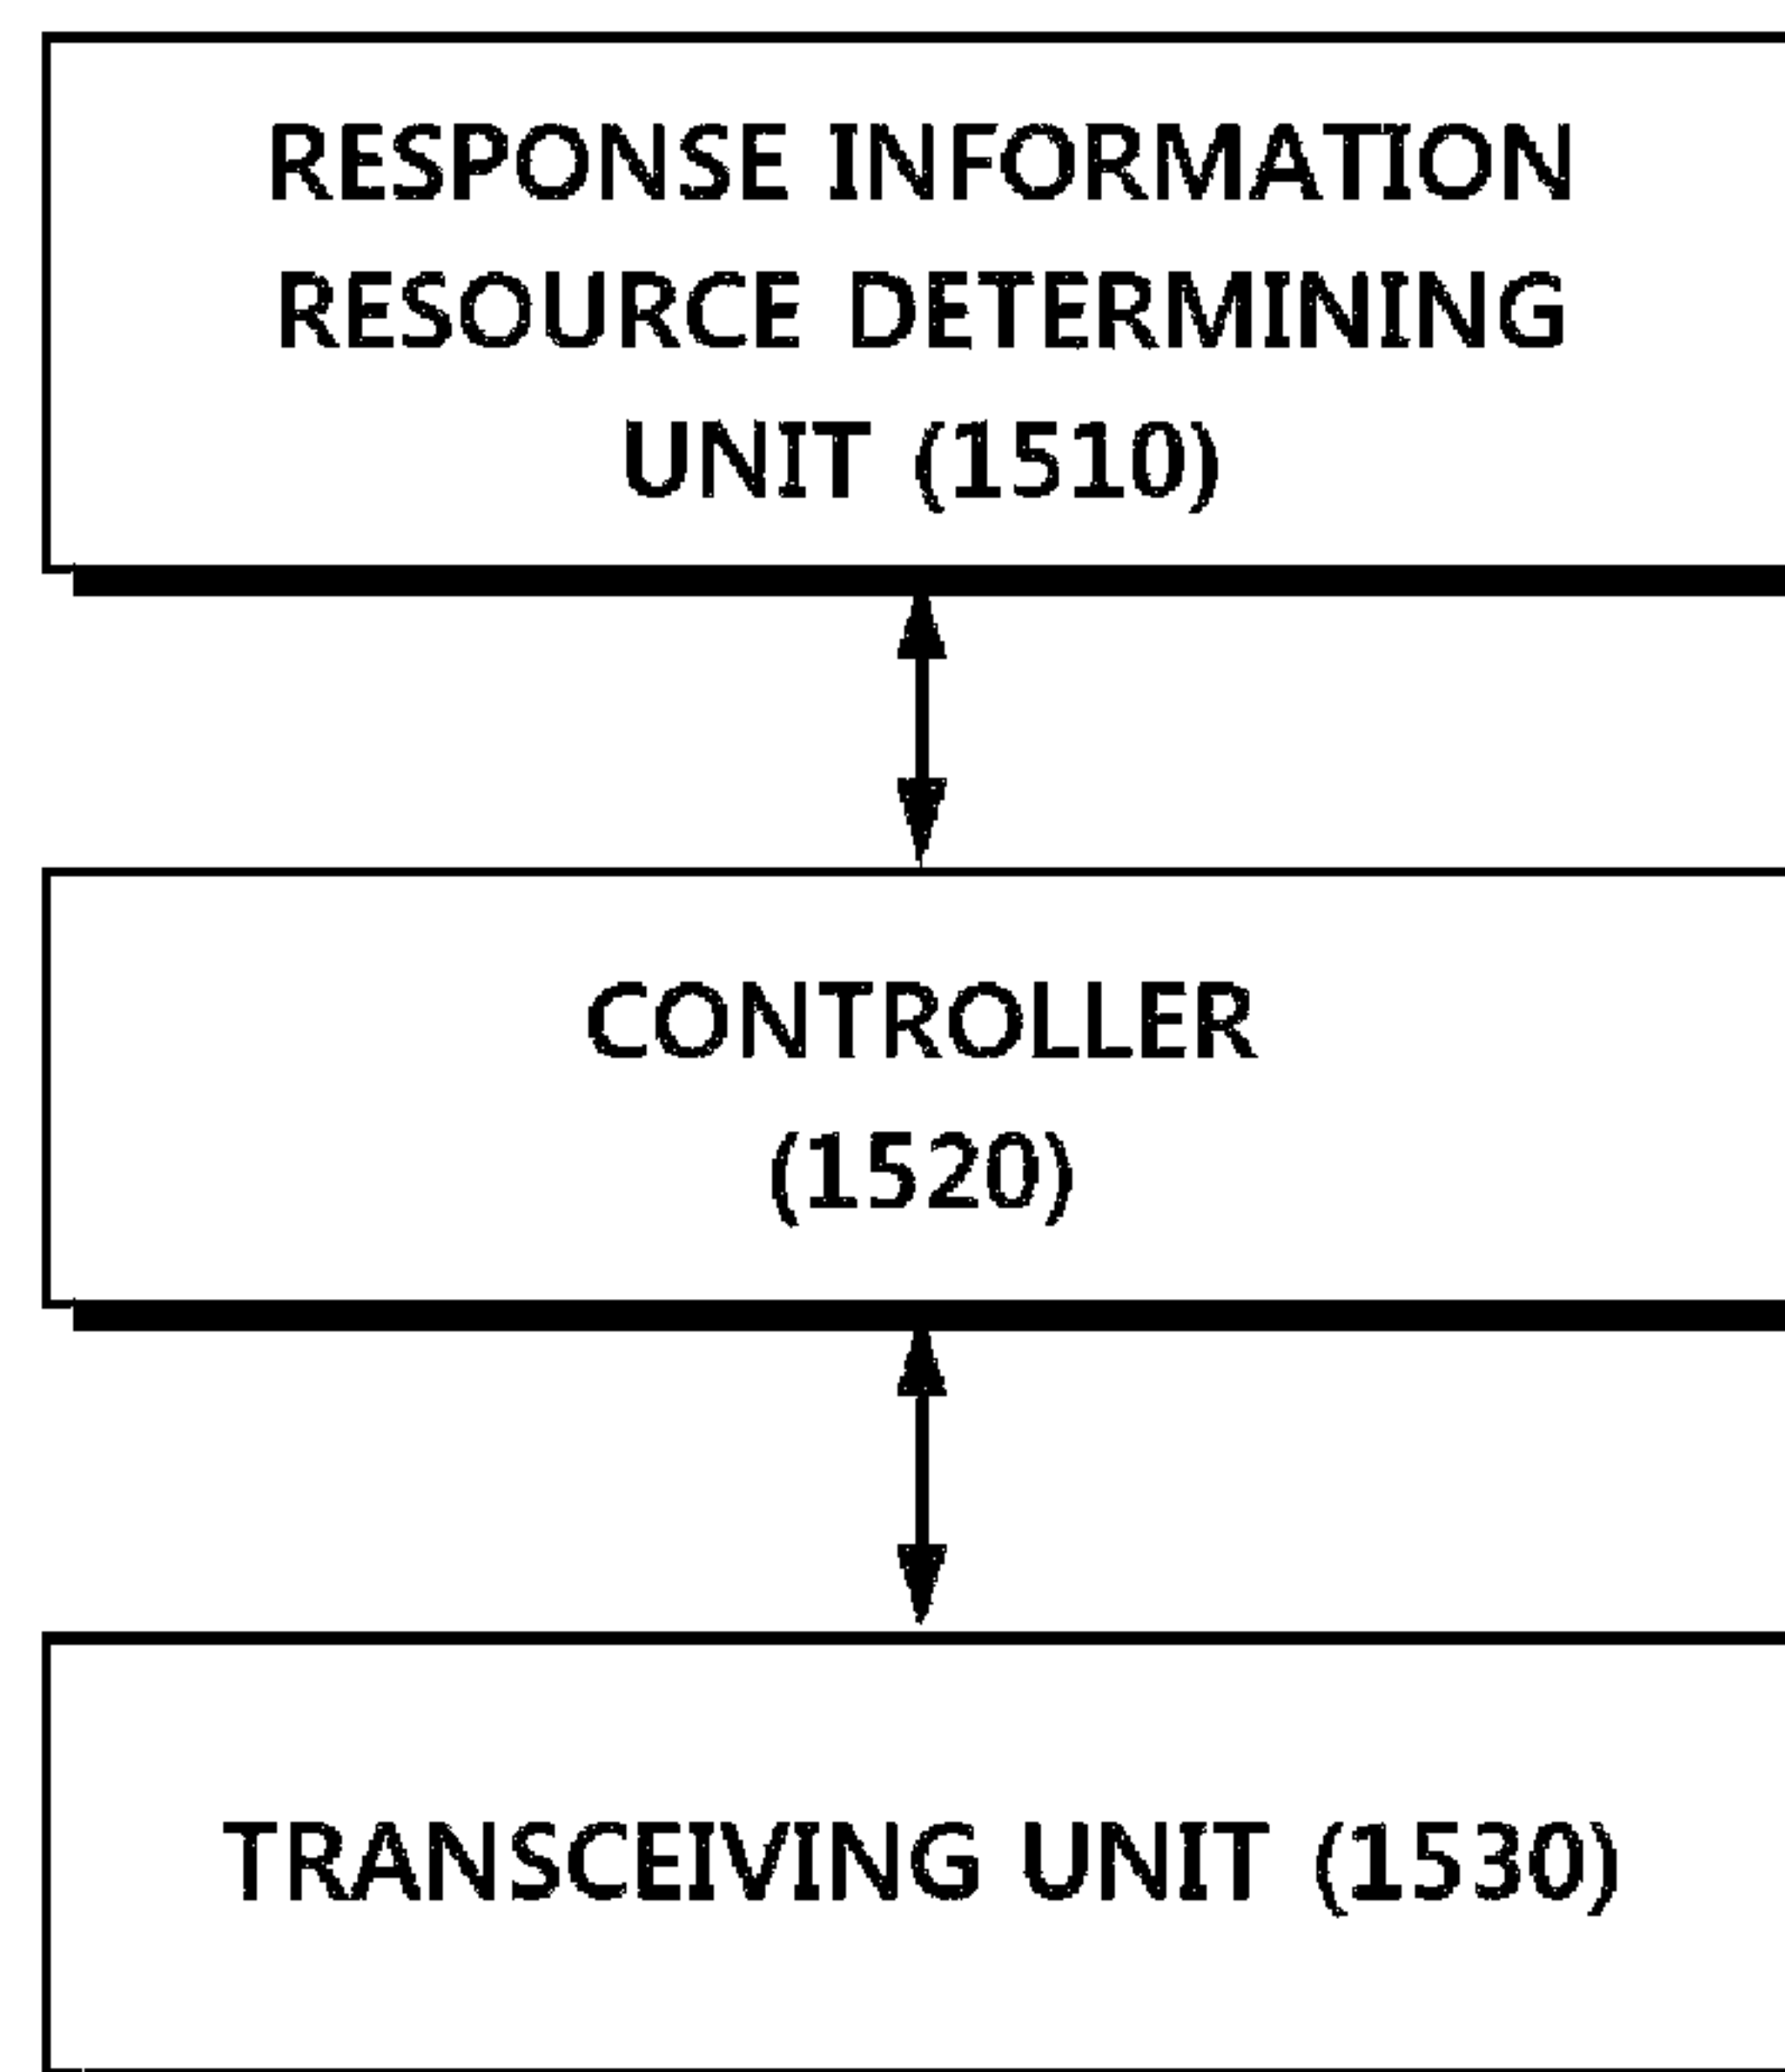 RESPONSE INFORMATION
RESOURCE DETERMINING
UNIT (1510)
CONTROLLER
(1520)
TRANSCEIVING UNIT (1530)